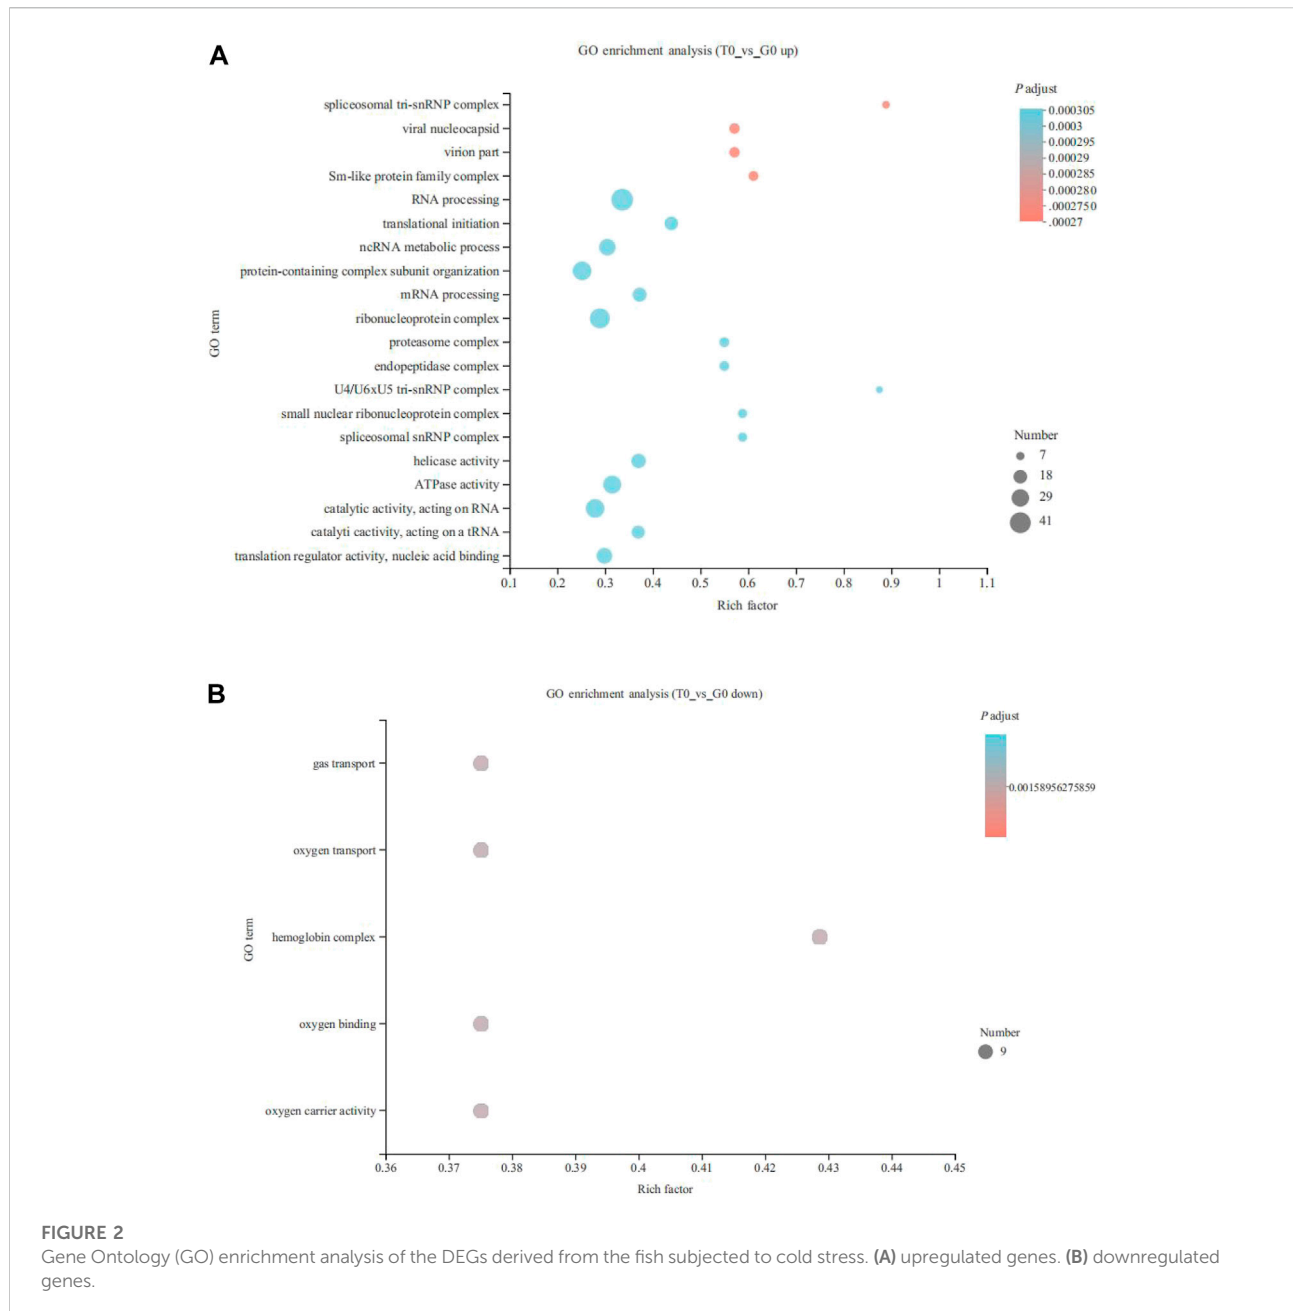 A
GO enrichment analysis (T0_vs_G0 up)
P adjust
0.000305
0.0003
0.000295
0.00029
0.000285
0.000280
.0002750
.00027
GO term
spliceosomal tri-snRNP complex
viral nucleocapsid
virion part
Sm-like protein family complex
RNA processing
translational initiation
ncRNA metabolic process
protein-containing complex subunit organization
mRNA processing
ribonucleoprotein complex
proteasome complex
endopeptidase complex
U4/U6xU5 tri-snRNP complex
small nuclear ribonucleoprotein complex
spliceosomal snRNP complex
helicase activity
ATPase activity
catalytic activity, acting on RNA
catalyti cactivity, acting on a tRNA
translation regulator activity, nucleic acid binding
Number
7
18
29
41
0.1 0.2 0.3 0.4 0.5 0.6 0.7 0.8 0.9 1 1.1
Rich factor
B
GO enrichment analysis (T0_vs_G0 down)
P adjust
0.00158956275859
GO term
gas transport
oxygen transport
hemoglobin complex
oxygen binding
oxygen carrier activity
Number
9
0.36 0.37 0.38 0.39 0.4 0.41 0.42 0.43 0.44 0.45
Rich factor
FIGURE 2
Gene Ontology (GO) enrichment analysis of the DEGs derived from the fish subjected to cold stress. (A) upregulated genes. (B) downregulated
genes.